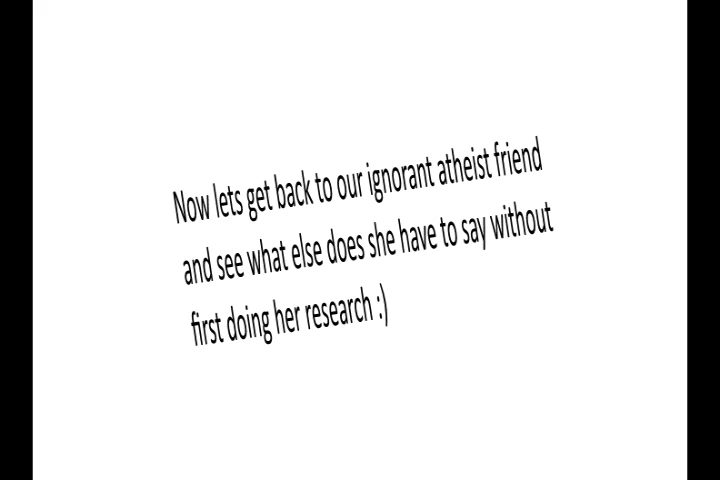 Now lets get back to our ignorant atheist friend
and see what else does she have to say without
first doing her research :)